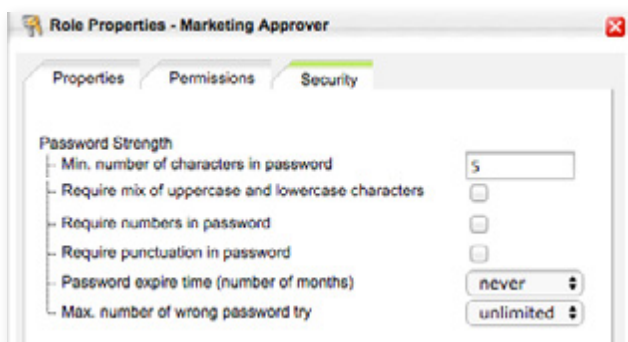 Role Properties - Marketing Approver
Properties Permissions Security
Password Strength
Min. number of characters in password 5
Require mix of uppercase and lowercase characters
Require numbers in password
Require punctuation in password
Password expire time (number of months) never
Max. number of wrong password try unlimited